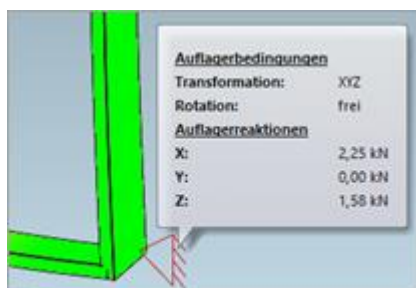 Auflagerbedingungen
Transformation: XYZ
Rotation: frei
Auflagerreaktionen
X: 2,25 kN
Y: 0,00 kN
Z: 1,58 kN